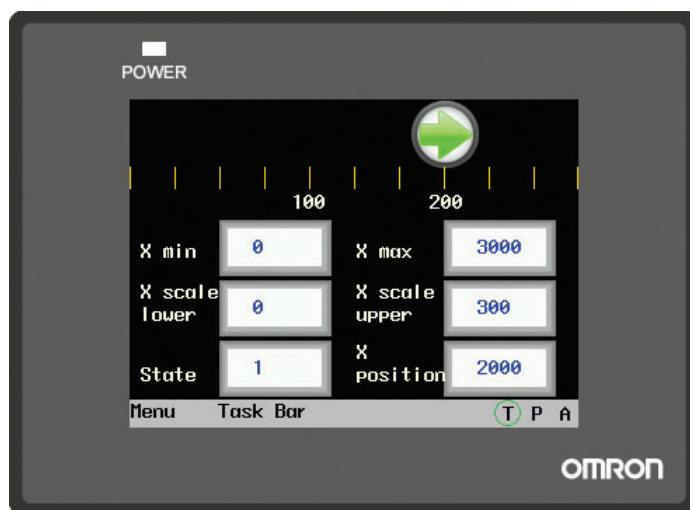 POWER
100 200
X min 0 X max 3000
X scale lower 0 X scale upper 300
State 1 X position 2000
Menu Task Bar T P A
OMRON